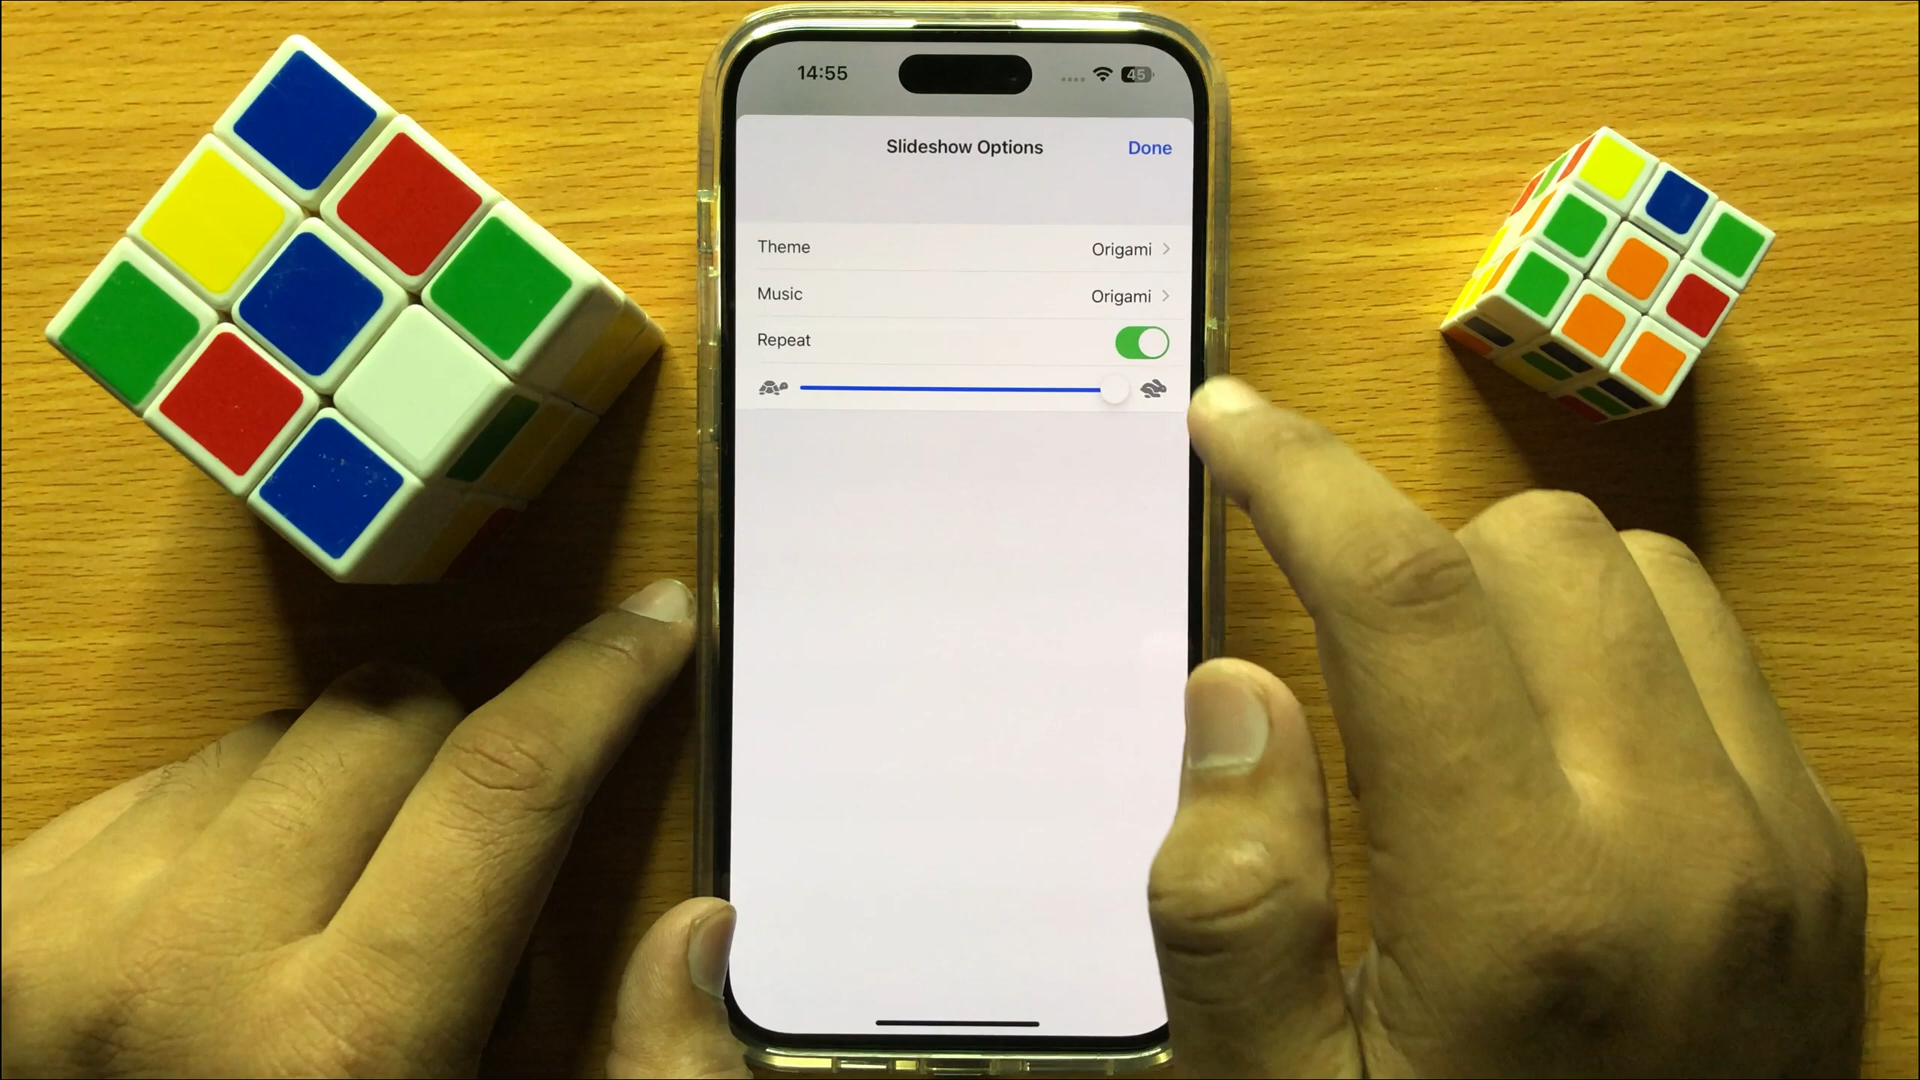 14:55
45
Slideshow Options
Done
Theme
Origami
Music
Origami
Repeat